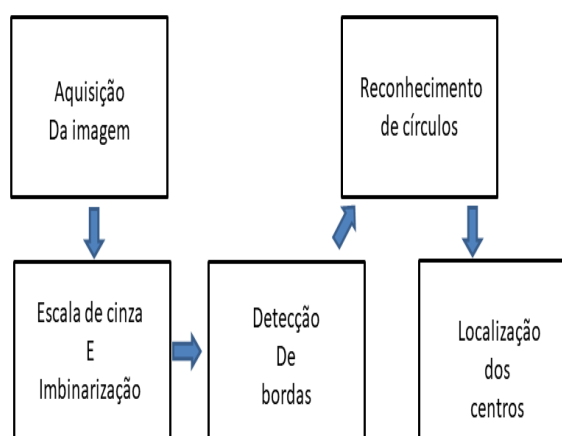 Aquisição
Da imagem
Escala de cinza
E
Imbinarização
Detecção
De
bordas
Reconhecimento
de círculos
Localização
dos
centros